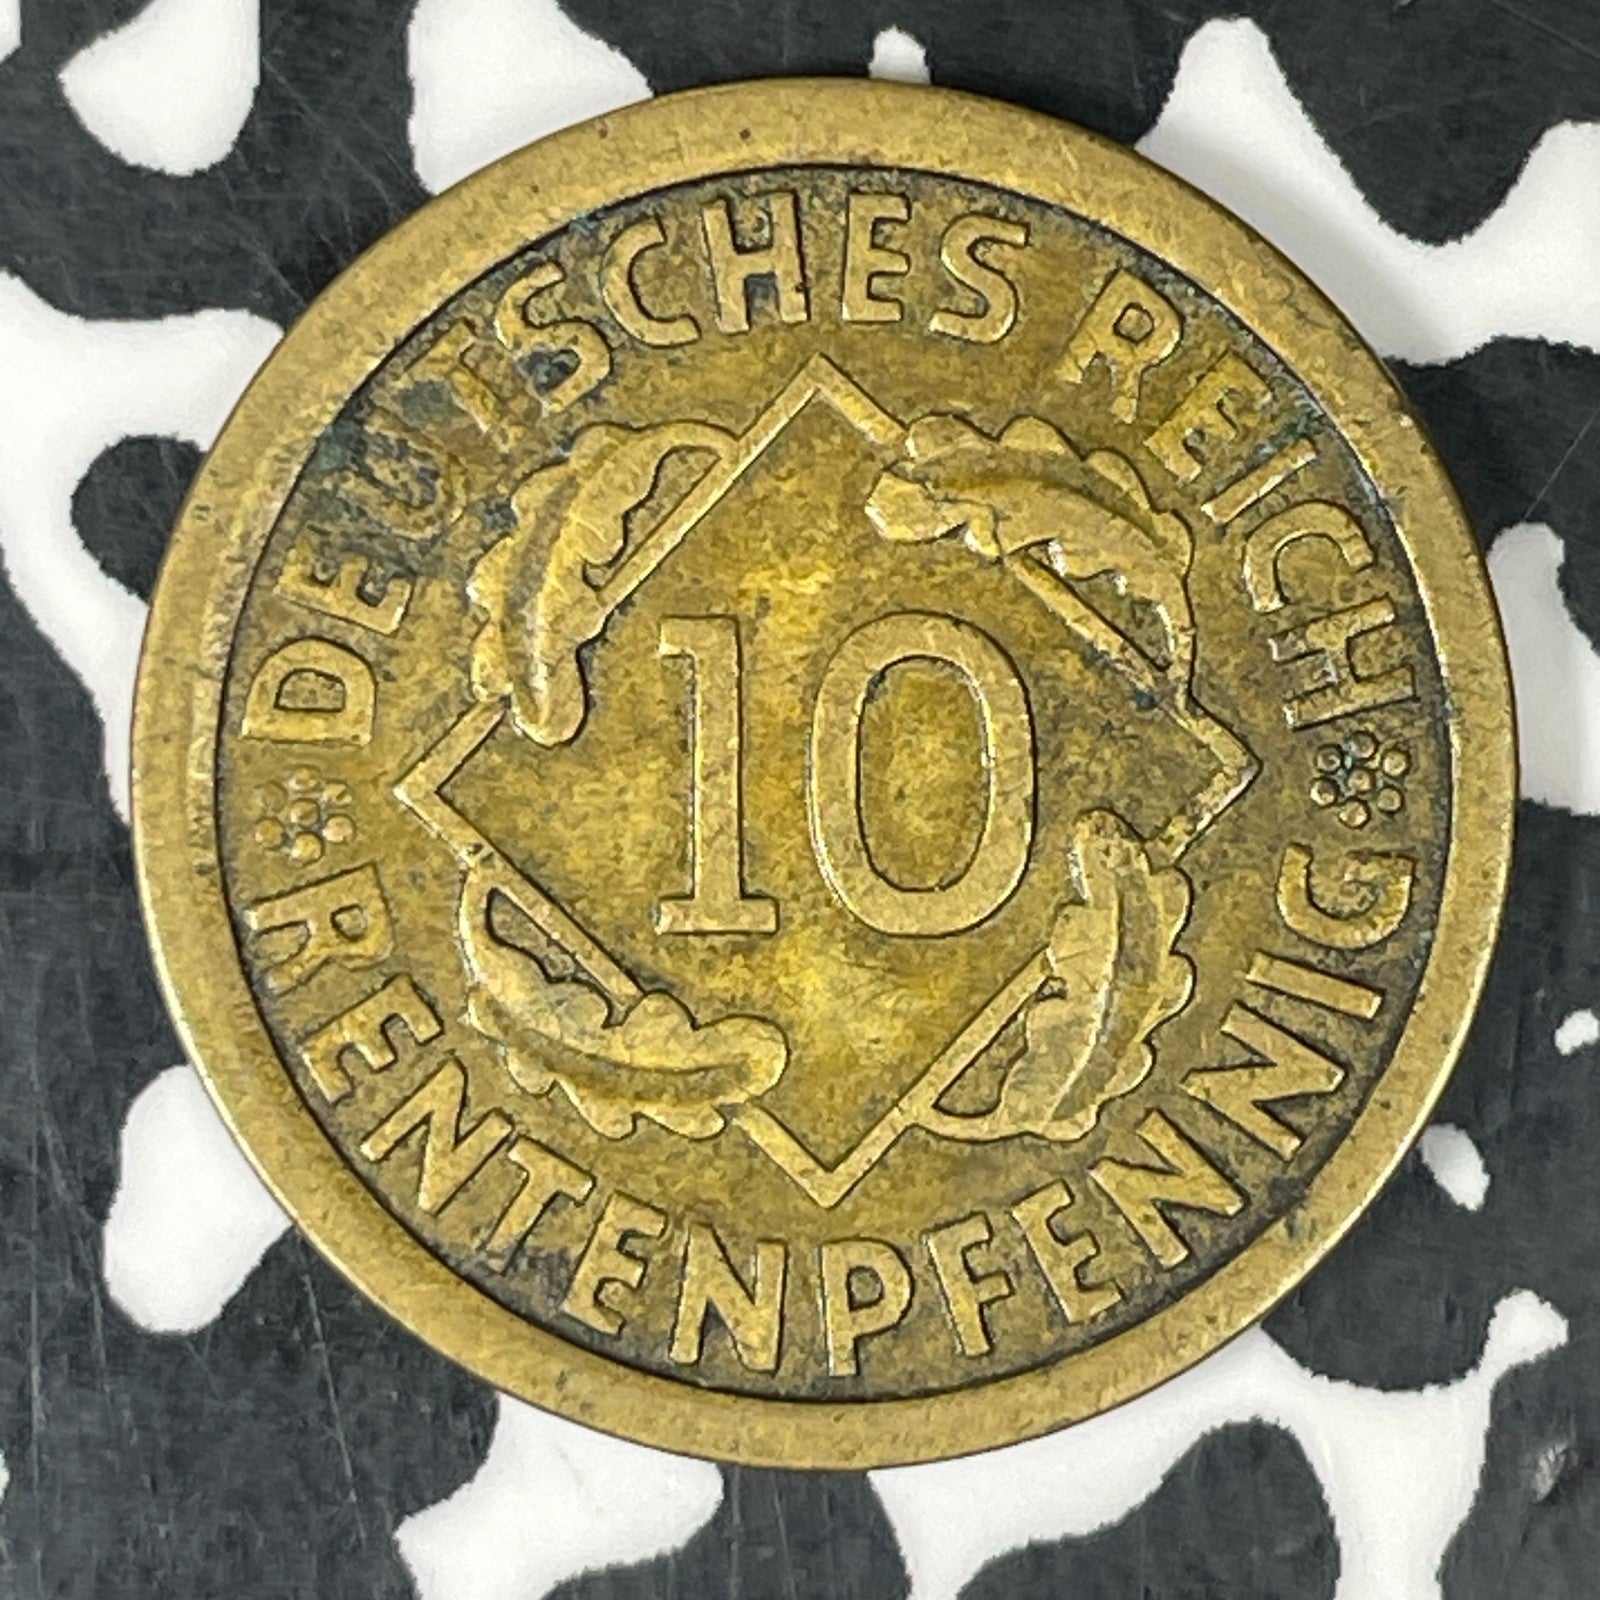 DEUTSCHES REICH
10
RENTENPFENNIG